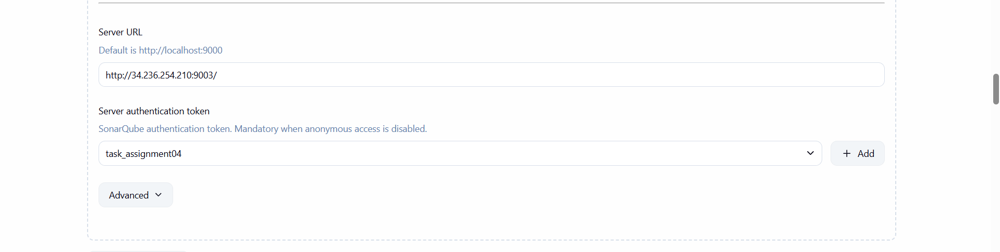 Server URL
Default is http://localhost:9000
http://34.236.254.210:9003/
Server authentication token
SonarQube authentication token. Mandatory when anonymous access is disabled.
task_assignment04
Add
Advanced